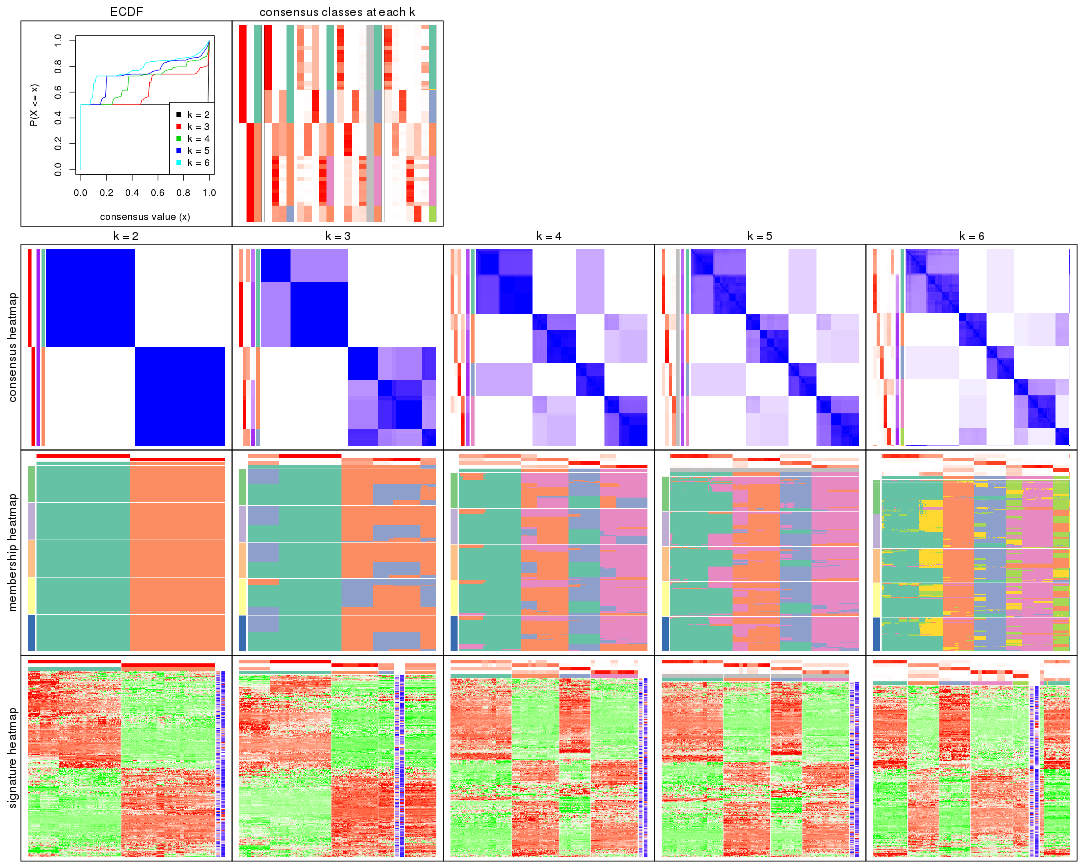 ECDF
consensus classes at each k
P(X <= x)
0.0 0.2 0.4 0.6 0.8 1.0
k = 2
k = 3
k = 4
k = 5
k = 6
0.0 0.2 0.4 0.6 0.8 1.0
consensus value (x)
k = 2
k = 3
k = 4
k = 5
k = 6
consensus heatmap
membership heatmap
signature heatmap